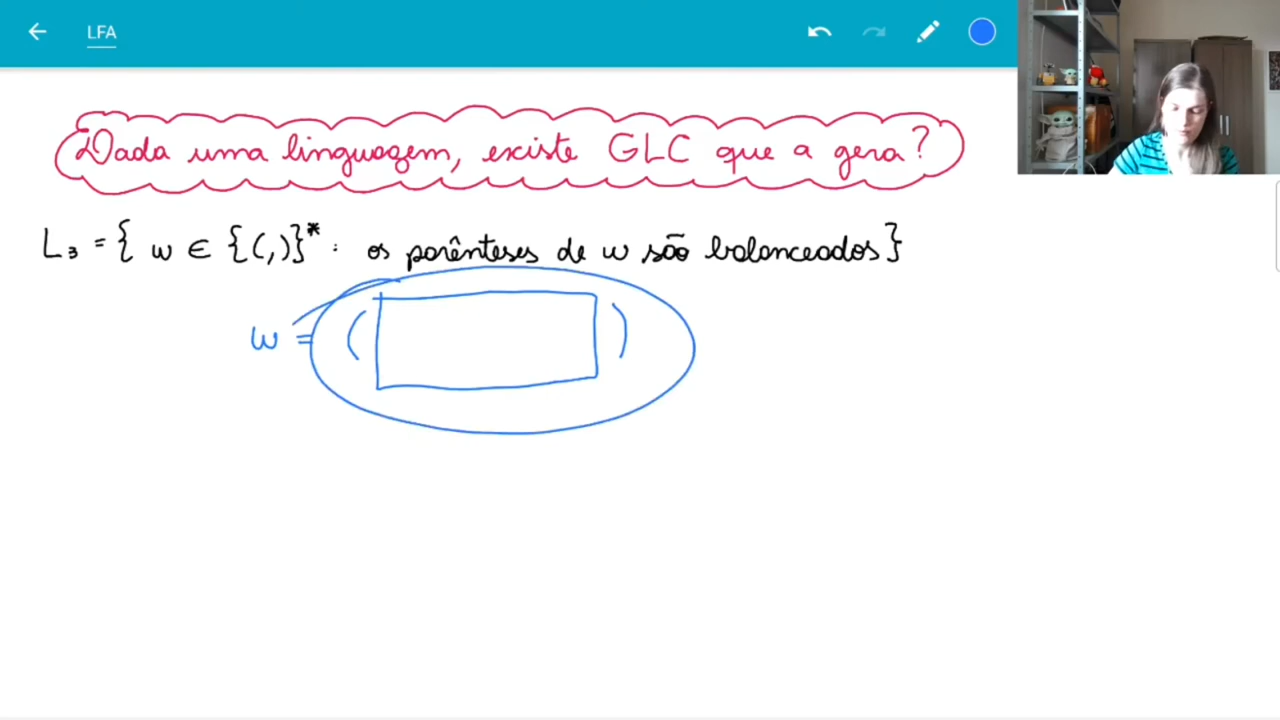 LFA
Dada uma linguagem, existe GLC que a gera?
L₃ = { w ∈ {(,)}* : os parênteses de w são balanceados}
w = ( )